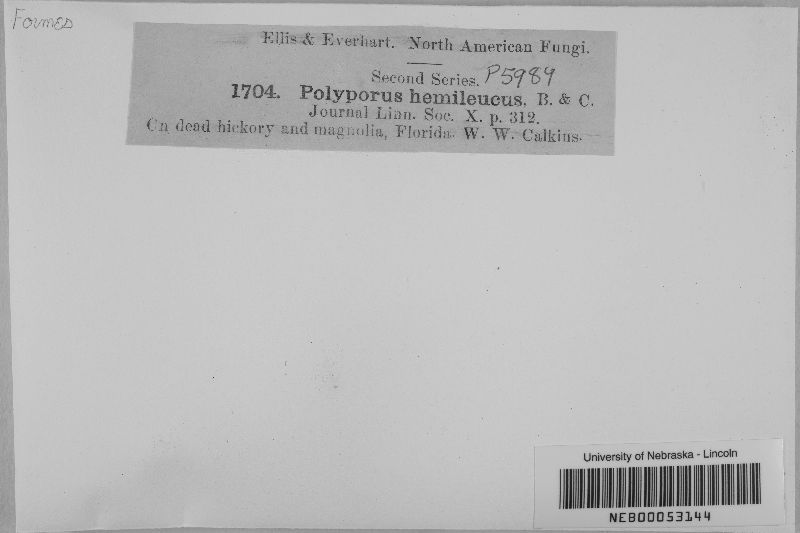 Fomes
Ellis & Everhart. North American Fungi.
Second Series. P5989
1704. Polyporus hemileucus, B. & C.
Journal Linn. Soc. X. p. 312.
On dead hickory and magnolia, Florida. W. W. Calkins.
University of Nebraska - Lincoln
NEB00053144